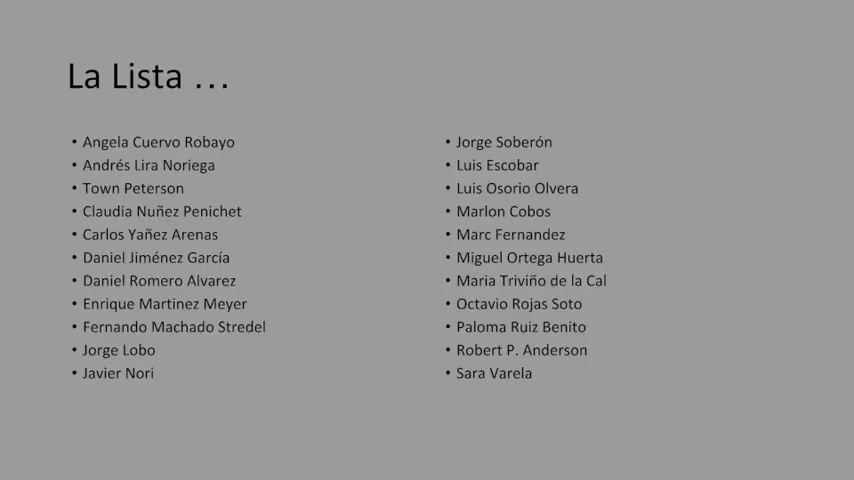 La Lista …
• Angela Cuervo Robayo
• Andrés Lira Noriega
• Town Peterson
• Claudia Nuñez Penichet
• Carlos Yañez Arenas
• Daniel Jiménez García
• Daniel Romero Alvarez
• Enrique Martinez Meyer
• Fernando Machado Stredel
• Jorge Lobo
• Javier Nori
• Jorge Soberón
• Luis Escobar
• Luis Osorio Olvera
• Marlon Cobos
• Marc Fernandez
• Miguel Ortega Huerta
• Maria Triviño de la Cal
• Octavio Rojas Soto
• Paloma Ruiz Benito
• Robert P. Anderson
• Sara Varela